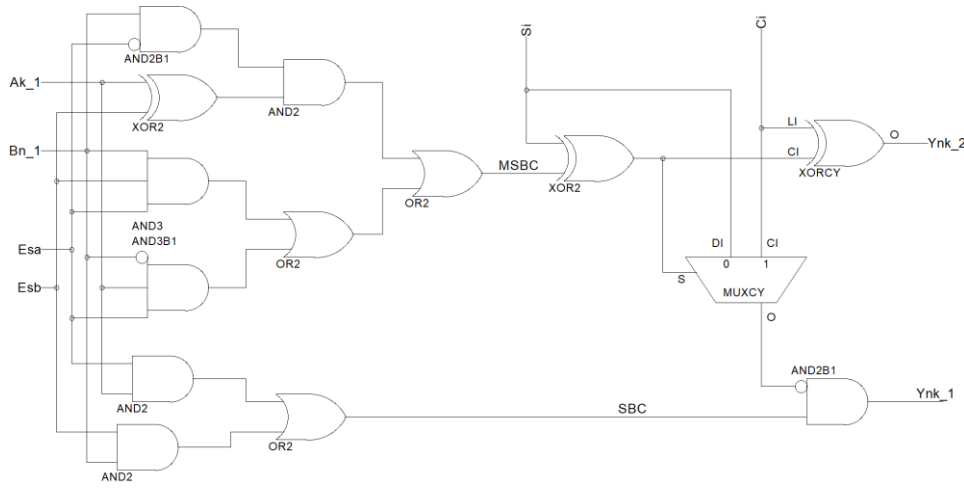 Si
Ci
AND2B1
Ak_1
AND2
XOR2
LI
O
Ynk_2
Bn_1
MSBC
CI
XOR2
XORCY
OR2
AND3
AND3B1
Esa
OR2
DI
CI
Esb
S
0
1
MUXCY
O
AND2B1
Ynk_1
AND2
SBC
OR2
AND2